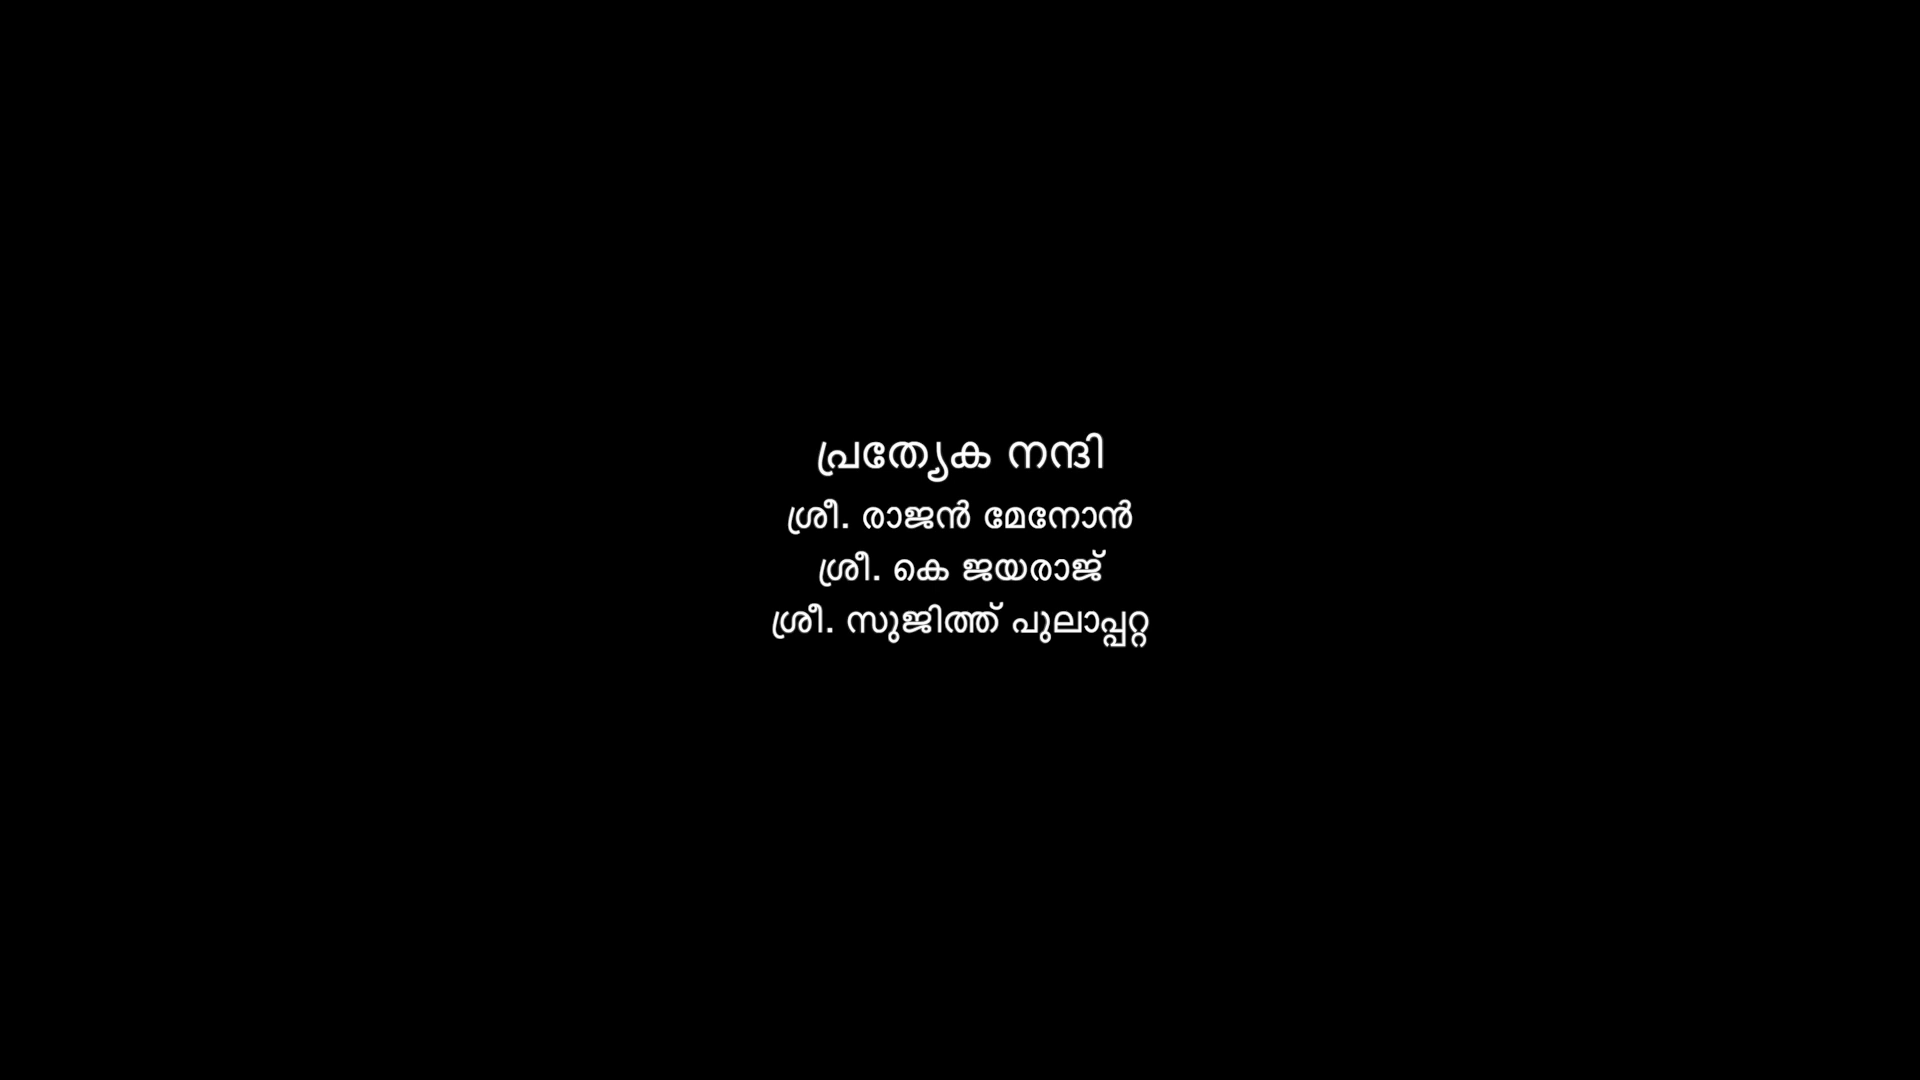 പ്രത്യേക നന്ദി
ശ്രീ. രാജൻ മേനോൻ
ശ്രീ. കെ ജയരാജ്
ശ്രീ. സുജിത്ത് പുലാപ്പറ്റ